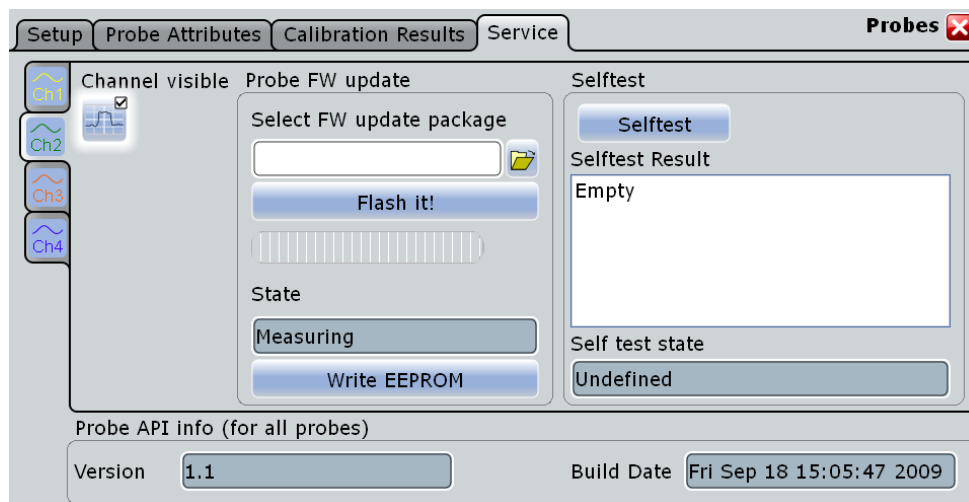 Setup Probe Attributes Calibration Results Service Probes
Ch1
Ch2
Ch3
Ch4
Channel visible
Probe FW update
Select FW update package
Flash it!
State
Measuring
Write EEPROM
Selftest
Selftest
Selftest Result
Empty
Self test state
Undefined
Probe API info (for all probes)
Version 1.1
Build Date Fri Sep 18 15:05:47 2009